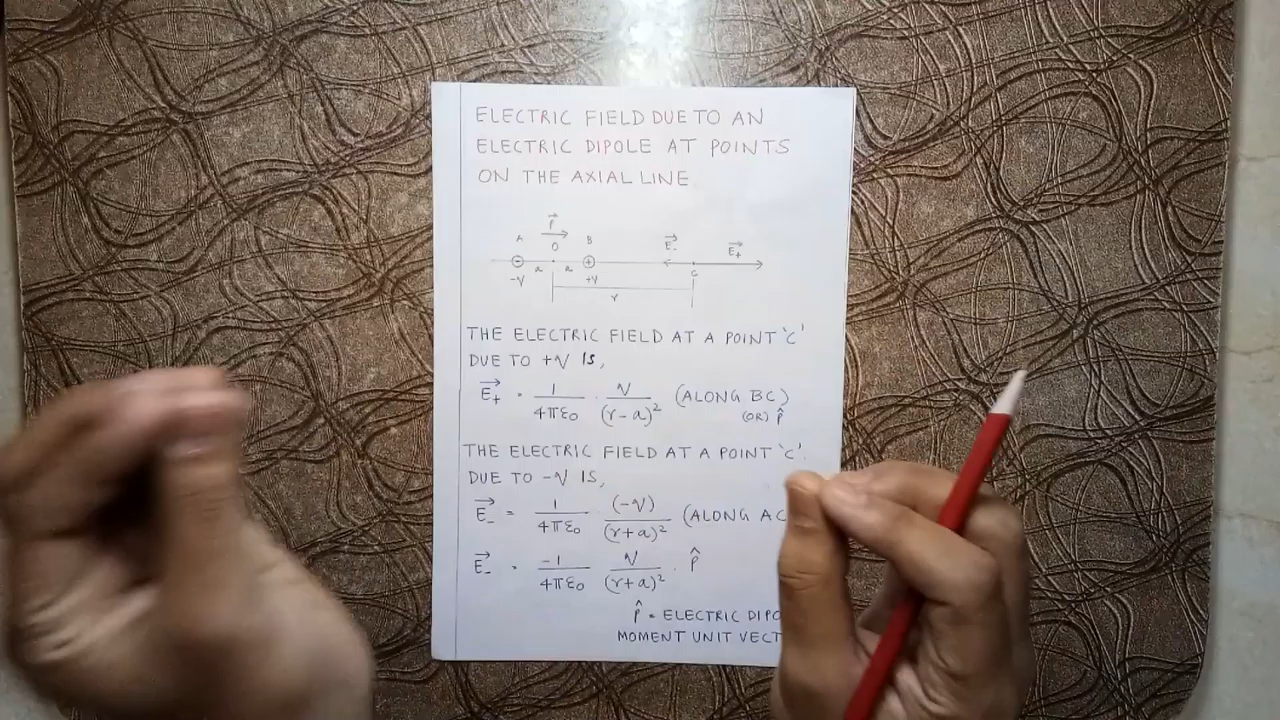 ELECTRIC FIELD DUE TO AN
ELECTRIC DIPOLE AT POINTS
ON THE AXIAL LINE
p⃗
A O B E⃗₋ E⃗₊
a a C
-q +q
r
THE ELECTRIC FIELD AT A POINT 'C'
DUE TO +q IS,
E⃗₊ = 1/4πε₀ · q/(r-a)² (ALONG BC)
(OR) p̂
THE ELECTRIC FIELD AT A POINT 'C'
DUE TO -q IS,
E⃗₋ = 1/4πε₀ · (-q)/(r+a)² (ALONG AC
E⃗₋ = -1/4πε₀ q/(r+a)² · p̂
p̂ = ELECTRIC
MOMENT UNIT